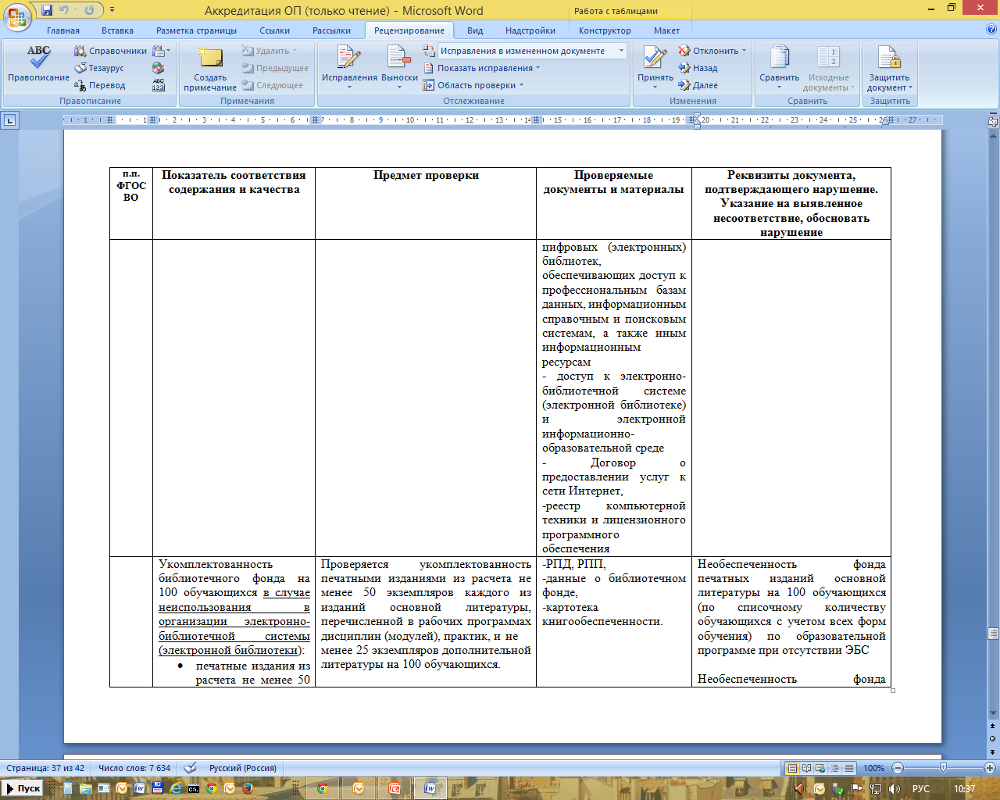 Аккредитация ОП (только чтение) - Microsoft Word
Работа с таблицами
Главная Вставка Разметка страницы Ссылки Рассылки Рецензирование Вид Надстройки Конструктор Макет
ABC
Правописание
Справочники
Тезаурус
Перевод
ABC
123
Правописание
Создать
примечание
Удалить
Предыдущее
Следующее
Примечания
Исправления
Выноски
Исправления в измененном документе
Показать исправления
Область проверки
Отслеживание
Принять
Отклонить
Назад
Далее
Изменения
Сравнить
Исходные
документы
Сравнить
Защитить
документ
Защитить
1 1 2 3 4 5 6 7 8 9 10 11 12 13 14 15 16 17 18 19 20 21 22 23 24 25 26 27
п.п.
ФГОС
ВО
Показатель соответствия
содержания и качества
Предмет проверки
Проверяемые
документы и материалы
Реквизиты документа,
подтверждающего нарушение.
Указание на выявленное
несоответствие, обосновать
нарушение
цифровых (электронных)
библиотек,
обеспечивающих доступ к
профессиональным базам
данных, информационным
справочным и поисковым
системам, а также иным
информационным
ресурсам
- доступ к электронно-
библиотечной системе
(электронной библиотеке)
и электронной
информационно-
образовательной среде
- Договор о
предоставлении услуг к
сети Интернет,
-реестр компьютерной
техники и лицензионного
программного
обеспечения
Укомплектованность
библиотечного фонда на
100 обучающихся в случае
неиспользования в
организации электронно-
библиотечной системы
(электронной библиотеки):
• печатные издания из
расчета не менее 50
Проверяется укомплектованность
печатными изданиями из расчета не
менее 50 экземпляров каждого из
изданий основной литературы,
перечисленной в рабочих программах
дисциплин (модулей), практик, и не
менее 25 экземпляров дополнительной
литературы на 100 обучающихся.
-РПД, РПП,
-данные о библиотечном
фонде,
-картотека
книгообеспеченности.
Необеспеченность фонда
печатных изданий основной
литературы на 100 обучающихся
(по списочному количеству
обучающихся с учетом всех форм
обучения) по образовательной
программе при отсутствии ЭБС
Необеспеченность фонда
Страница: 37 из 42 Число слов: 7 634 Русский (Россия) 100%
Пуск РУС 10:37